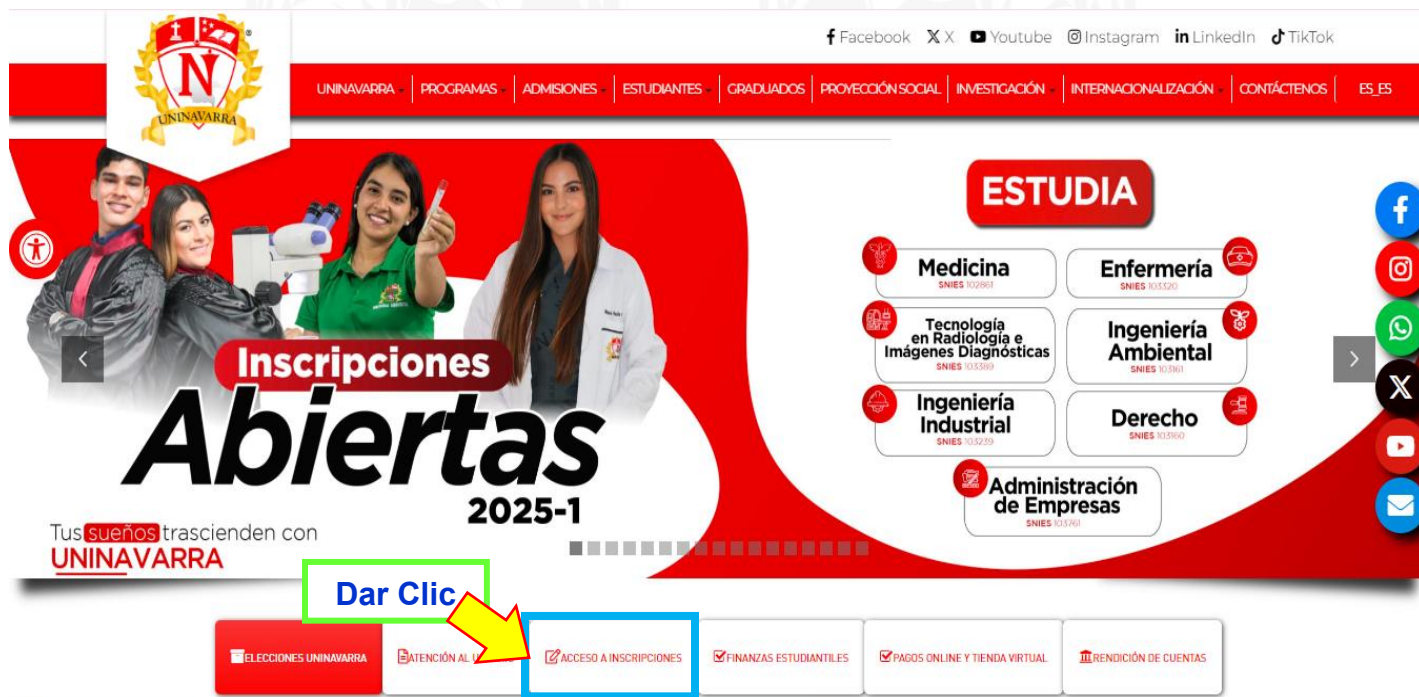 Facebook X Youtube Instagram LinkedIn TikTok
UNINAVARRA
UNINAVARRA PROGRAMAS ADMISIONES ESTUDIANTES GRADUADOS PROYECCIÓN SOCIAL INVESTIGACIÓN INTERNACIONALIZACIÓN CONTÁCTENOS ES_ES
Inscripciones
Abiertas
2025-1
Tus sueños trascienden con
UNINAVARRA
ESTUDIA
Medicina
SNIES 102861
Enfermería
SNIES 103320
Tecnología
en Radiología e
Imágenes Diagnósticas
SNIES 103389
Ingeniería
Ambiental
SNIES 103161
Ingeniería
Industrial
SNIES 103239
Derecho
SNIES 103160
Administración
de Empresas
SNIES 103761
Dar Clic
ELECCIONES UNINAVARRA
ATENCIÓN AL
ACCESO A INSCRIPCIONES
FINANZAS ESTUDIANTILES
PAGOS ONLINE Y TIENDA VIRTUAL
RENDICIÓN DE CUENTAS